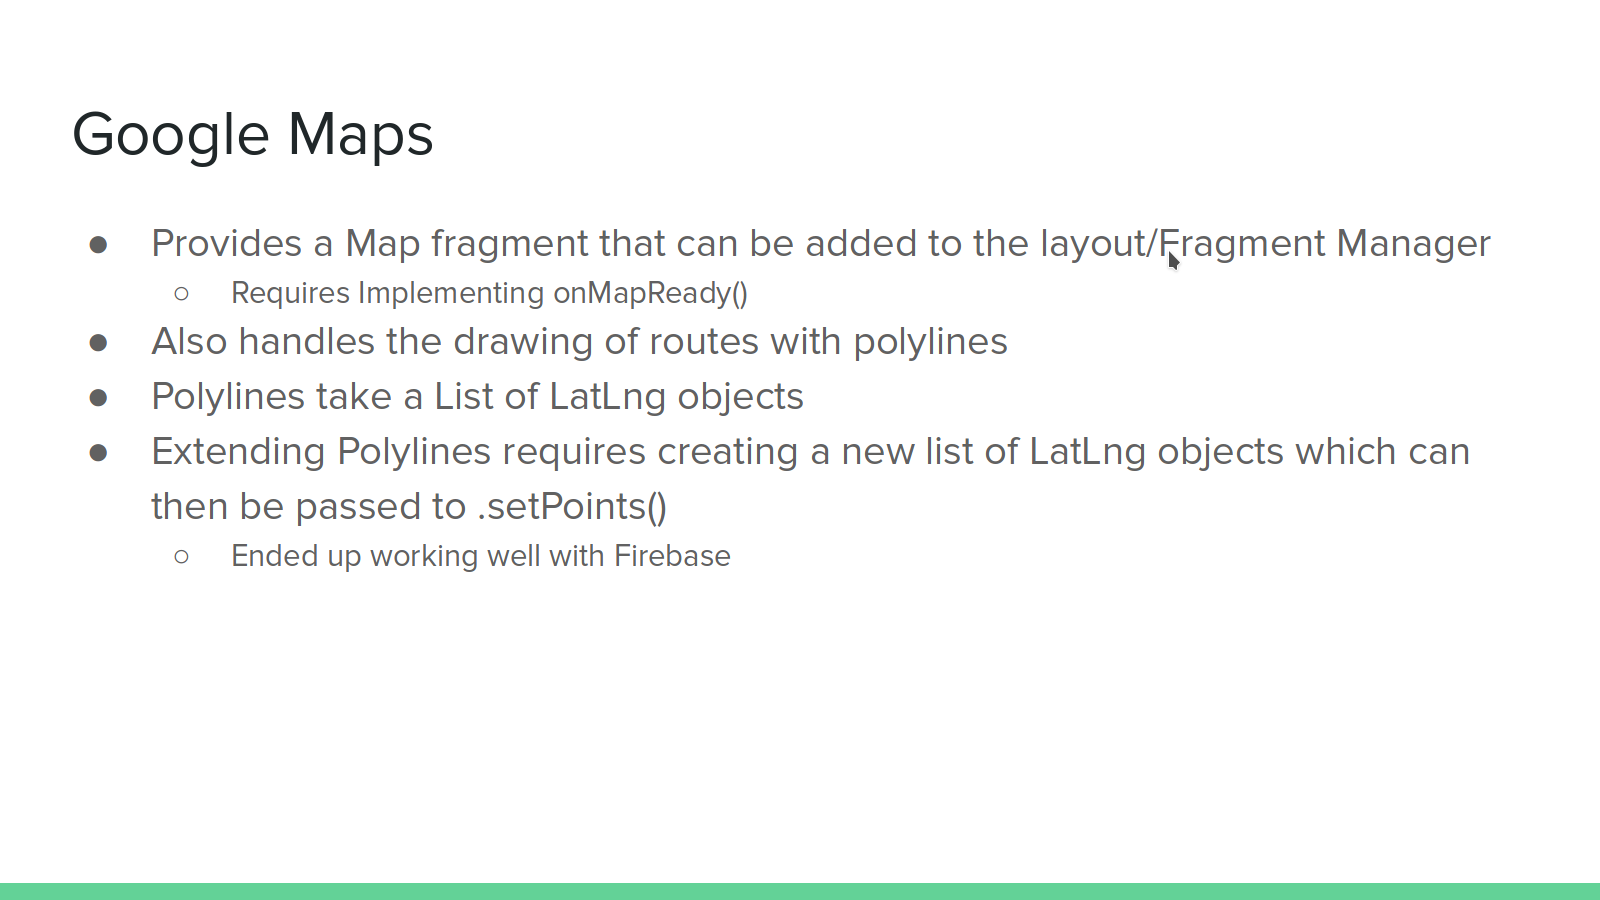 Google Maps
● Provides a Map fragment that can be added to the layout/Fragment Manager
○ Requires Implementing onMapReady()
● Also handles the drawing of routes with polylines
● Polylines take a List of LatLng objects
● Extending Polylines requires creating a new list of LatLng objects which can
then be passed to .setPoints()
○ Ended up working well with Firebase